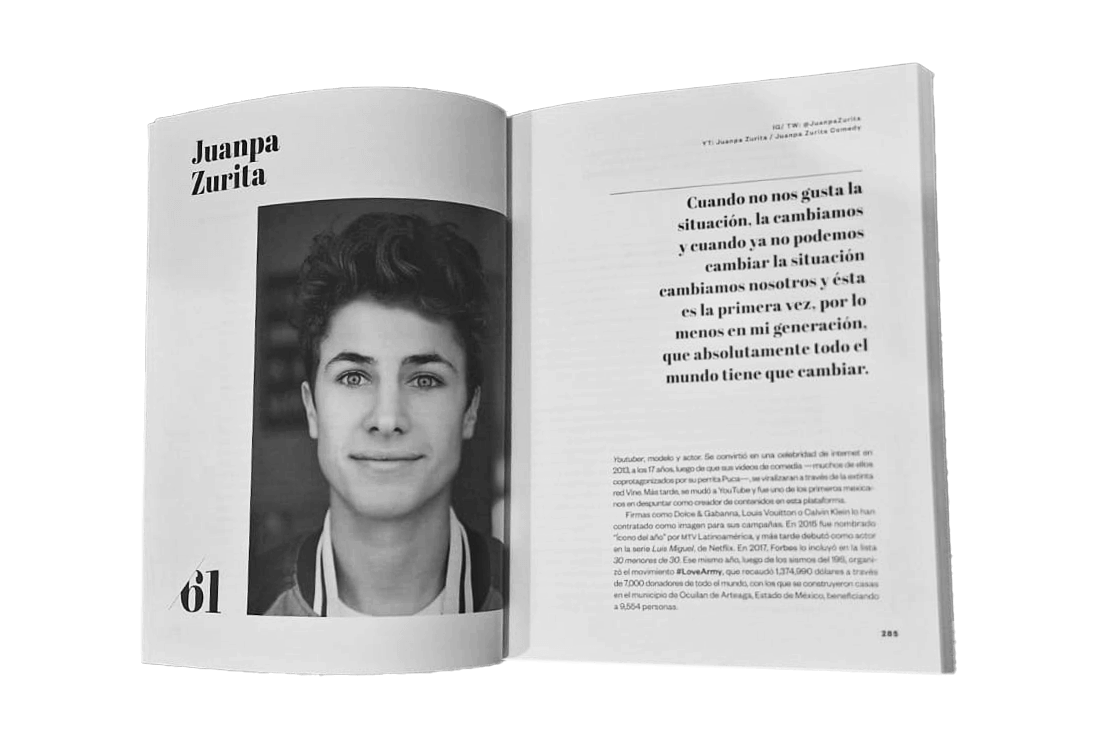 Juanpa
Zurita
61
IG/ TW: @JuanpaZurita
YT: Juanpa Zurita / Juanpa Zurita Comedy
Cuando no nos gusta la
situación, la cambiamos
y cuando ya no podemos
cambiar la situación
cambiamos nosotros y ésta
es la primera vez, por lo
menos en mi generación,
que absolutamente todo el
mundo tiene que cambiar.
Youtuber, modelo y actor. Se convirtió en una celebridad de internet en
2013, a los 17 años, luego de que sus videos de comedia —muchos de ellos
coprotagonizados por su perrita Puca—, se viralizaran a través de la extinta
red Vine. Más tarde, se mudó a YouTube y fue uno de los primeros mexica-
nos en despuntar como creador de contenidos en esta plataforma.
Firmas como Dolce & Gabanna, Louis Vouitton o Calvin Klein lo han
contratado como imagen para sus campañas. En 2016 fue nombrado
"Ícono del año" por MTV Latinoamérica, y más tarde debutó como actor
en la serie Luis Miguel, de Netflix. En 2017, Forbes lo incluyó en la lista
30 menores de 30. Ese mismo año, luego de los sismos del 19S, organi-
zó el movimiento #LoveArmy, que recaudó 1,374,990 dólares a través
de 7,000 donadores de todo el mundo, con los que se construyeron casas
en el municipio de Ocuilan de Arteaga, Estado de México, beneficiando
a 9,554 personas.
285